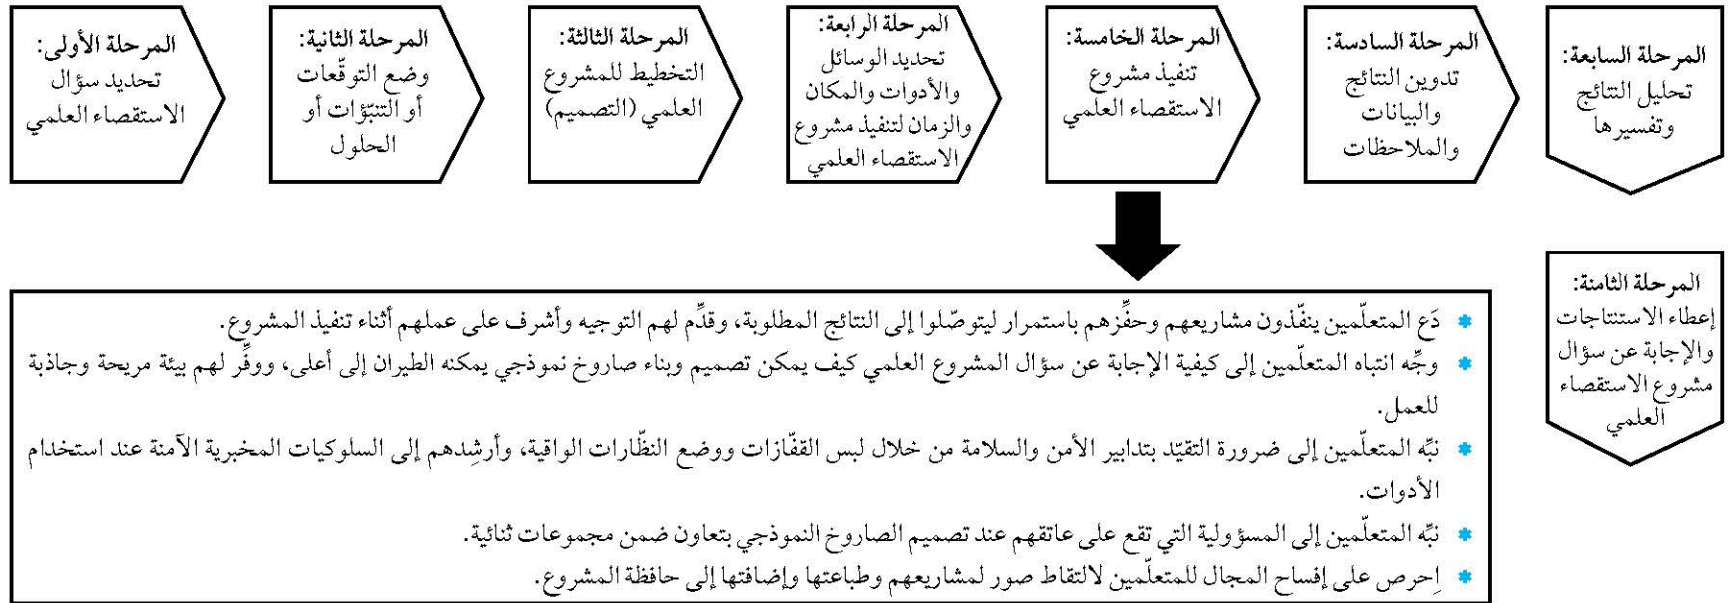 المرحلة الأولى:
تحديد سؤال
الاستقصاء العلمي
المرحلة الثانية:
وضع التوقّعات
أو التنبّؤات أو
الحلول
المرحلة الثالثة:
التخطيط للمشروع
العلمي (التصميم)
المرحلة الرابعة:
تحديد الوسائل
والأدوات والمكان
والزمان لتنفيذ مشروع
الاستقصاء العلمي
المرحلة الخامسة:
تنفيذ مشروع
الاستقصاء العلمي
المرحلة السادسة:
تدوين النتائج
والبيانات
والملاحظات
المرحلة السابعة:
تحليل النتائج
وتفسيرها
المرحلة الثامنة:
إعطاء الاستنتاجات
والإجابة عن سؤال
مشروع الاستقصاء
العلمي
* دَع المتعلّمين ينفّذون مشاريعهم وحفِّزهم باستمرار ليتوصّلوا إلى النتائج المطلوبة، وقدِّم لهم التوجيه وأشرف على عملهم أثناء تنفيذ المشروع.
* وجِّه انتباه المتعلّمين إلى كيفية الإجابة عن سؤال المشروع العلمي كيف يمكن تصميم وبناء صاروخ نموذجي يمكنه الطيران إلى أعلى، ووفِّر لهم بيئة مريحة وجاذبة
للعمل.
* نبِّه المتعلّمين إلى ضرورة التقيّد بتدابير الأمن والسلامة من خلال لبس القفّازات ووضع النظّارات الواقية، وأرشِدهم إلى السلوكيات المخبرية الآمنة عند استخدام
الأدوات.
* نبِّه المتعلّمين إلى المسؤولية التي تقع على عاتقهم عند تصميم الصاروخ النموذجي بتعاون ضمن مجموعات ثنائية.
* اِحرص على إفساح المجال للمتعلّمين لالتقاط صور لمشاريعهم وطباعتها وإضافتها إلى حافظة المشروع.